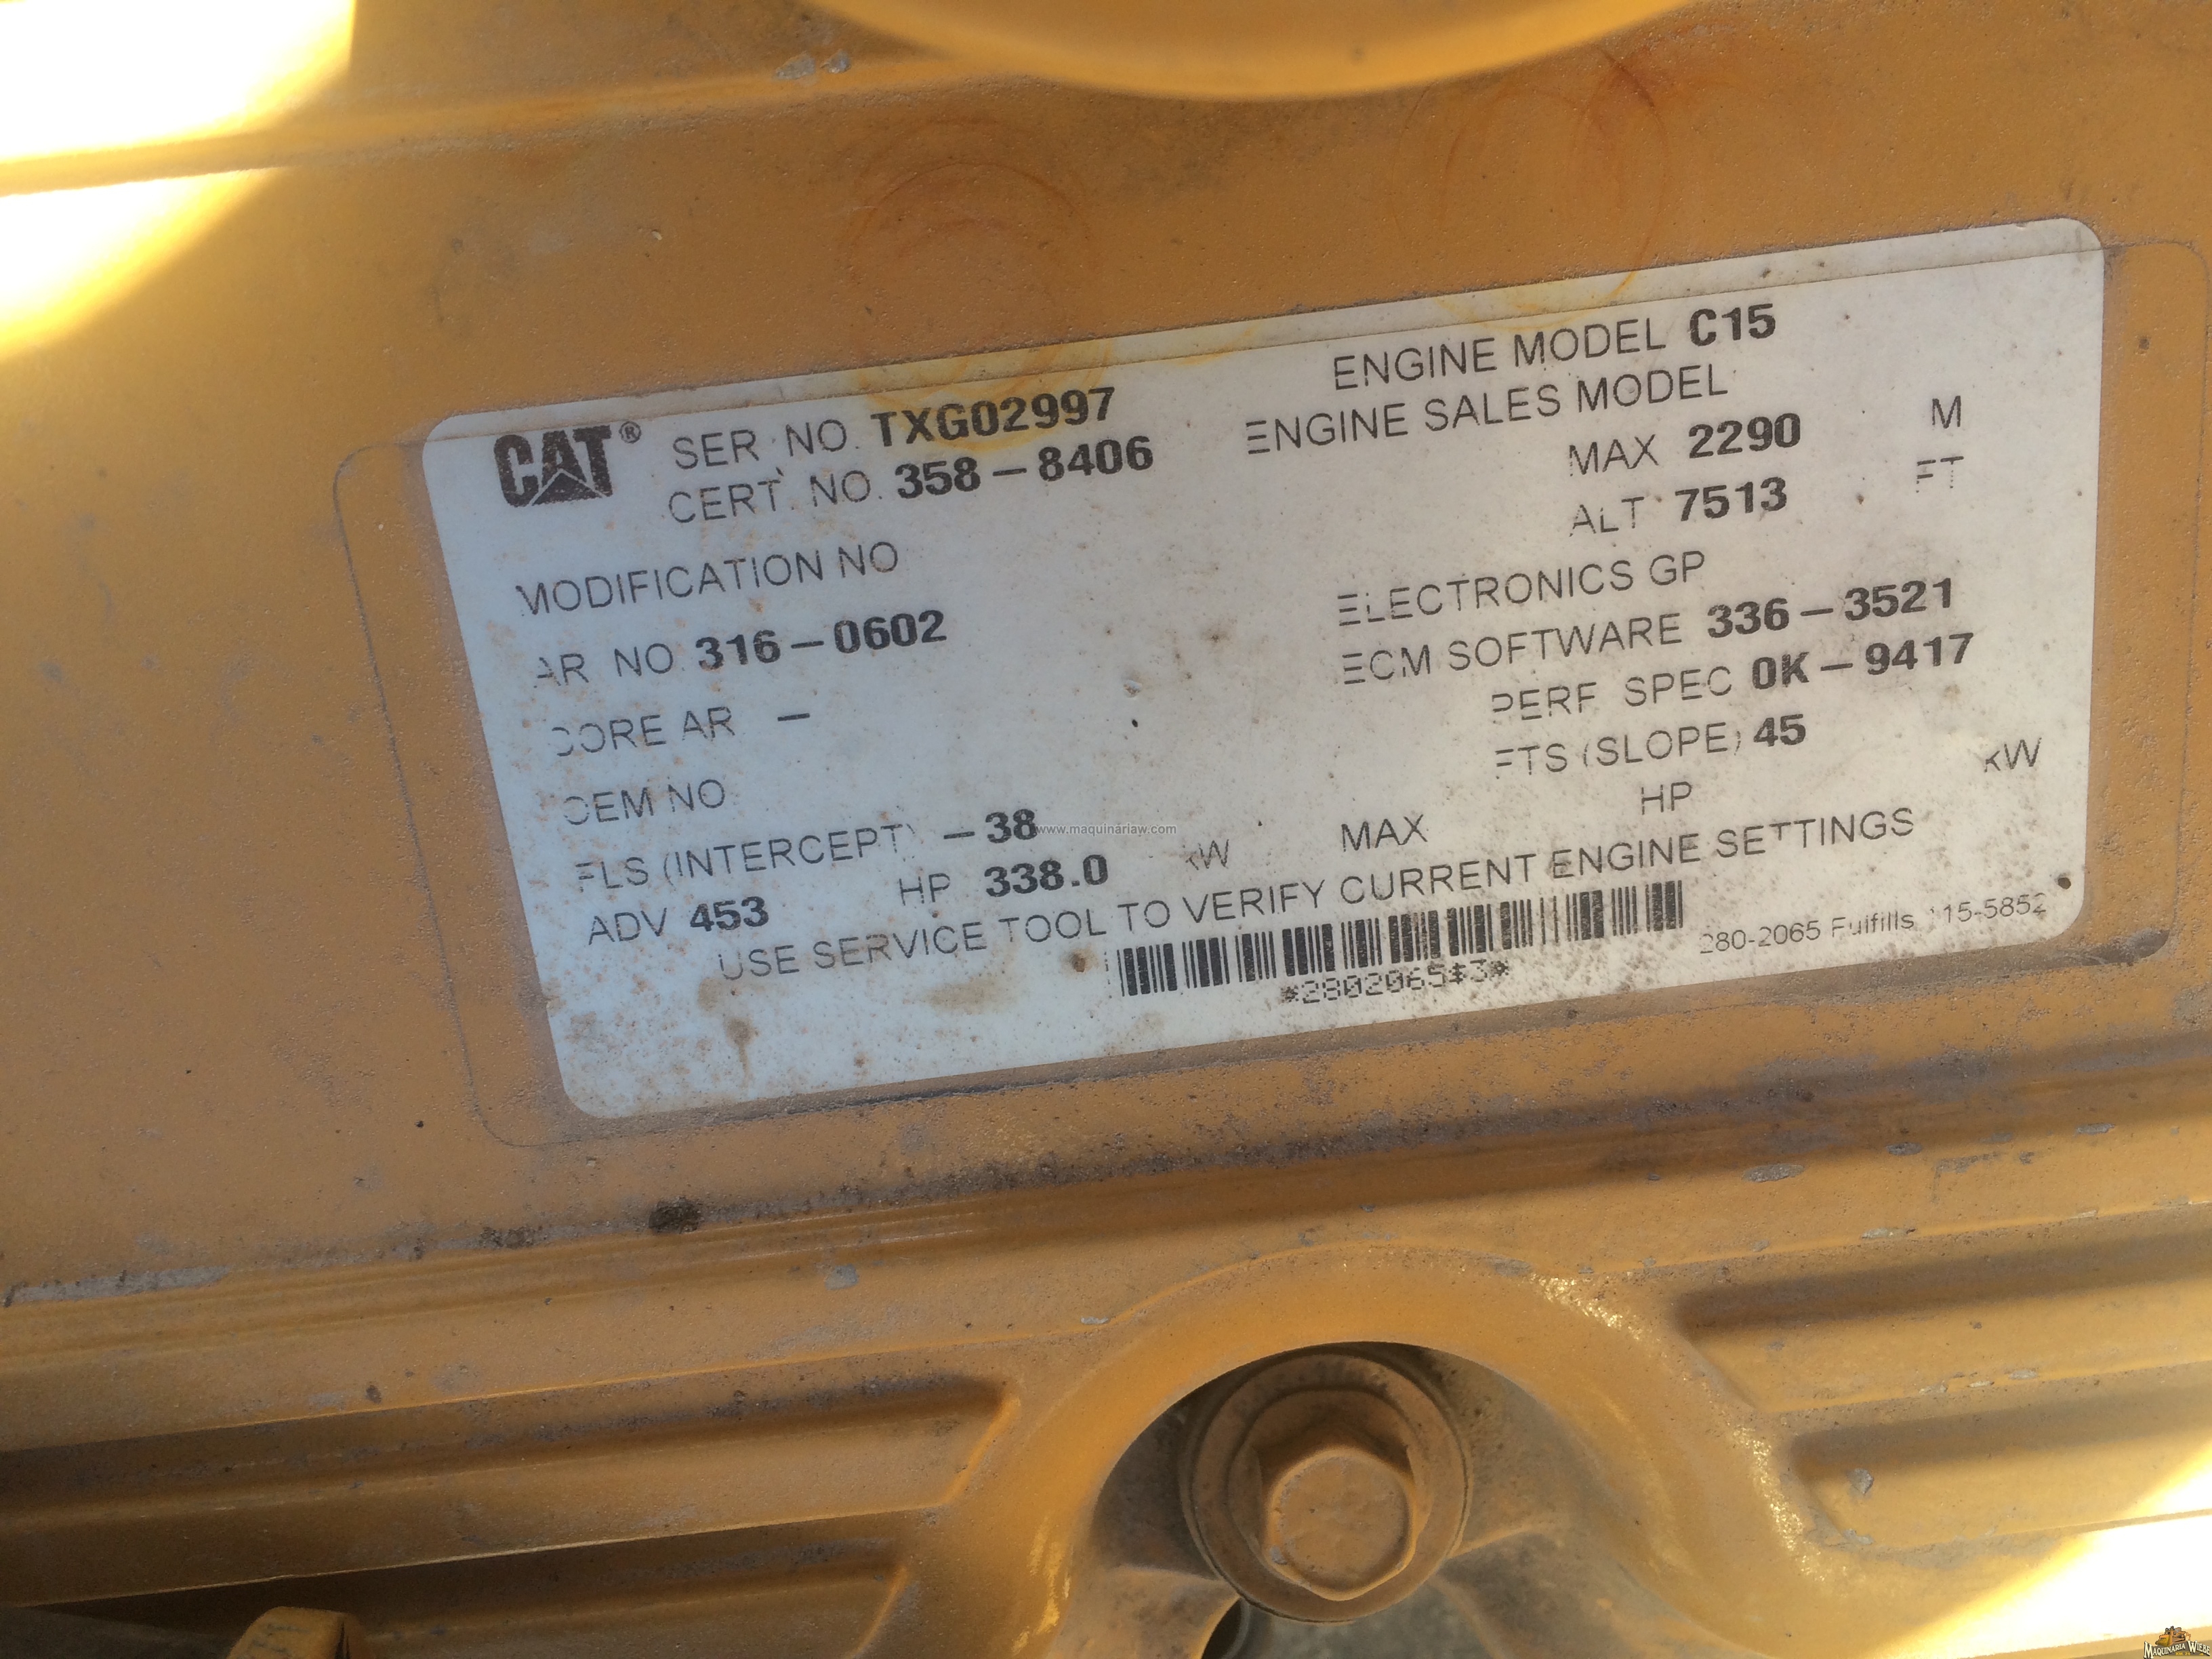 CAT® SER. NO. TXG02997 ENGINE MODEL C15
CERT. NO. 358-8406 ENGINE SALES MODEL
MAX 2290 M
MODIFICATION NO ALT 7513 FT
AR NO 316-0602 ELECTRONICS GP
ECM SOFTWARE 336-3521
CORE AR - PERF SPEC 0K-9417
OEM NO FTS (SLOPE) 45
FLS (INTERCEPT) -38 MAX HP kW
ADV 453 HP 338.0 kW
USE SERVICE TOOL TO VERIFY CURRENT ENGINE SETTINGS
*2802065‡3*
280-2065 Fulfills 115-5852
www.maquinariaw.com
MAQUINARIA WIEBE